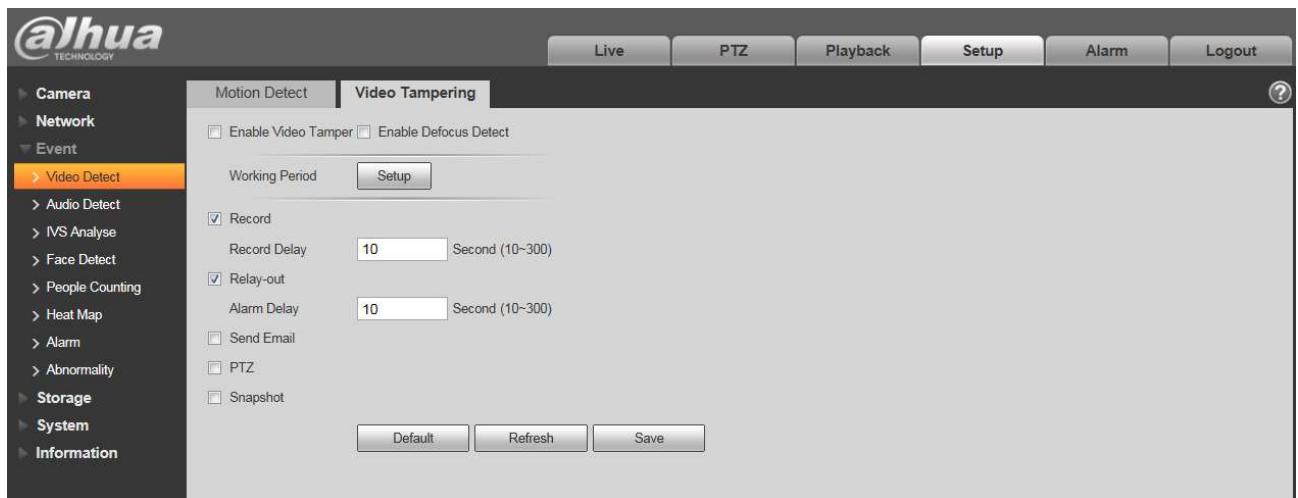 alhua
TECHNOLOGY
Live PTZ Playback Setup Alarm Logout
Camera
Network
Event
Video Detect
Audio Detect
IVS Analyse
Face Detect
People Counting
Heat Map
Alarm
Abnormality
Storage
System
Information
Motion Detect Video Tampering ?
Enable Video Tamper Enable Defocus Detect
Working Period Setup
Record
Record Delay 10 Second (10~300)
Relay-out
Alarm Delay 10 Second (10~300)
Send Email
PTZ
Snapshot
Default Refresh Save